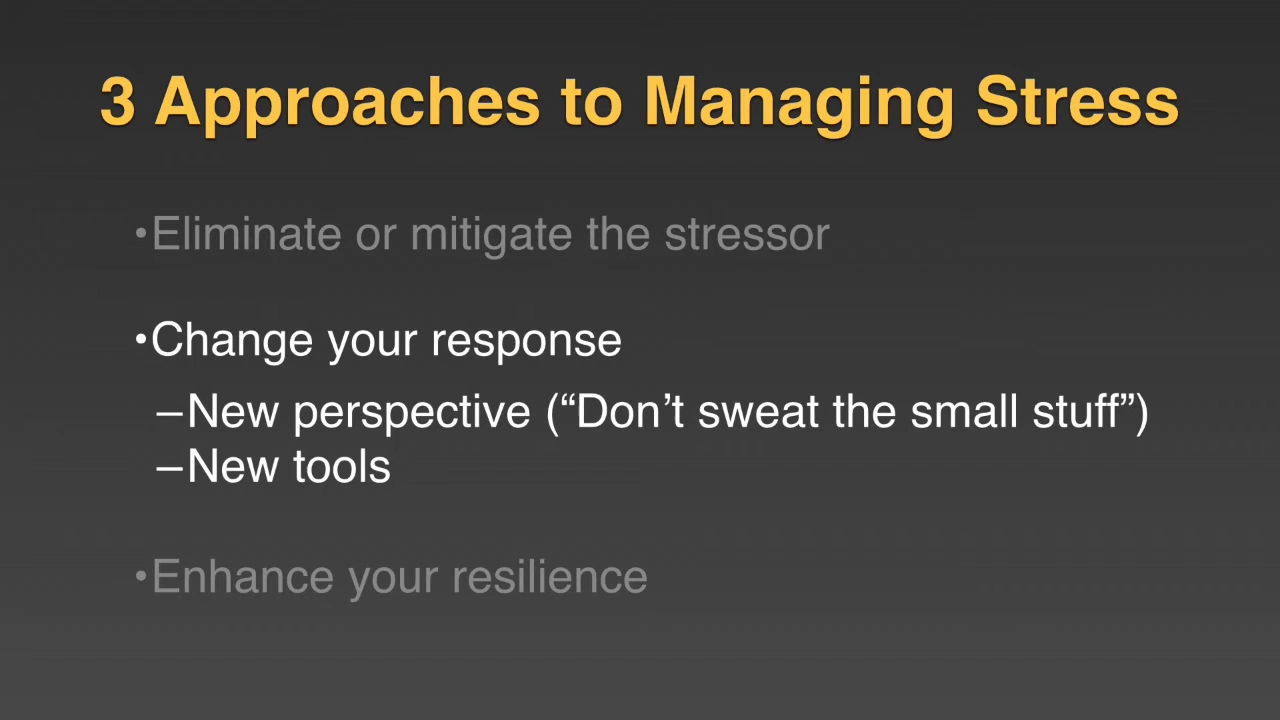 3 Approaches to Managing Stress
•Eliminate or mitigate the stressor
•Change your response
–New perspective (“Don’t sweat the small stuff”)
–New tools
•Enhance your resilience